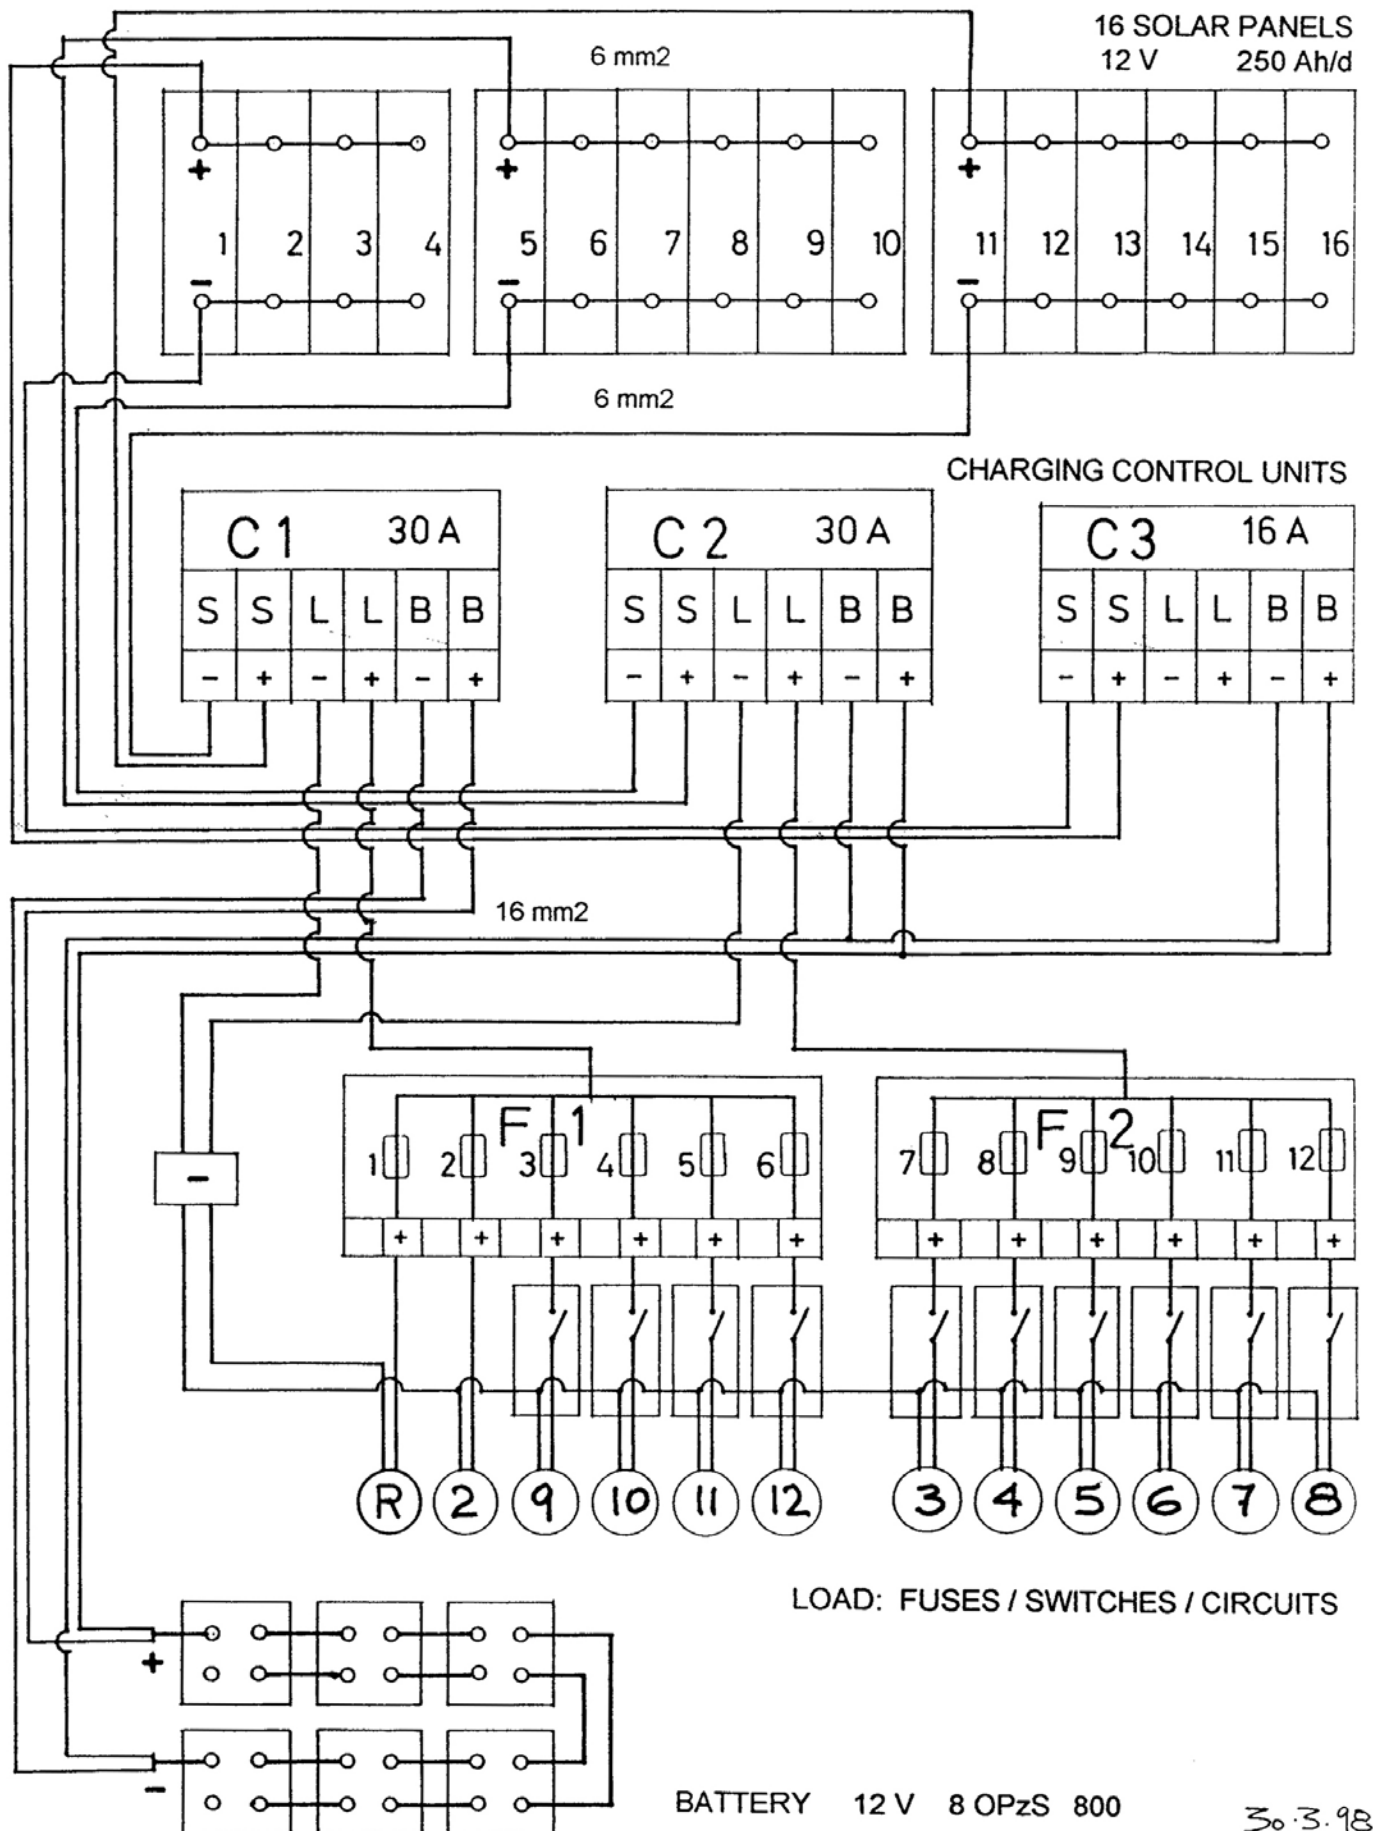 16 SOLAR PANELS
6 mm2
12 V 250 Ah/d
+ + +
1 2 3 4 5 6 7 8 9 10 11 12 13 14 15 16
- - -
6 mm2
CHARGING CONTROL UNITS
C 1 30 A C 2 30 A C 3 16 A
S S L L B B S S L L B B S S L L B B
- + - + - + - + - + - + - + - + - +
16 mm2
F 1 F 2
1 2 3 4 5 6 7 8 9 10 11 12
-
+ + + + + + + + + + + +
R 2 9 10 11 12 3 4 5 6 7 8
LOAD: FUSES / SWITCHES / CIRCUITS
+
-
BATTERY 12 V 8 OPzS 800
30.3.98